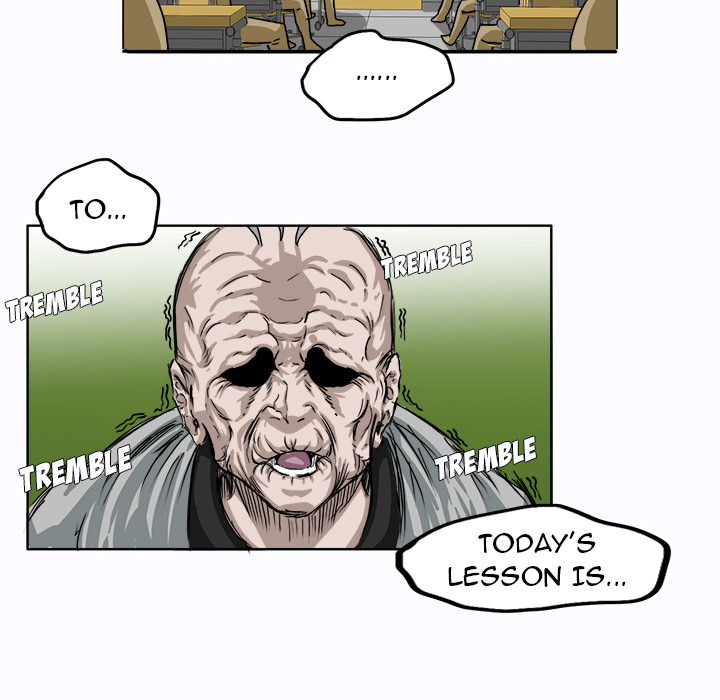 ......
TO...
TREMBLE
TREMBLE
TREMBLE
TREMBLE
TODAY'S
LESSON IS...